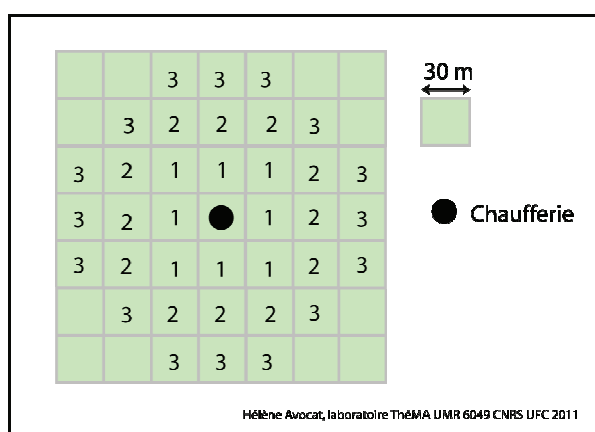 3 3 3
30 m
3 2 2 2 3
3 2 1 1 1 2 3
3 2 1 1 2 3
Chaufferie
3 2 1 1 1 2 3
3 2 2 2 3
3 3 3
Hélène Avocat, laboratoire ThéMA UMR 6049 CNRS UFC 2011